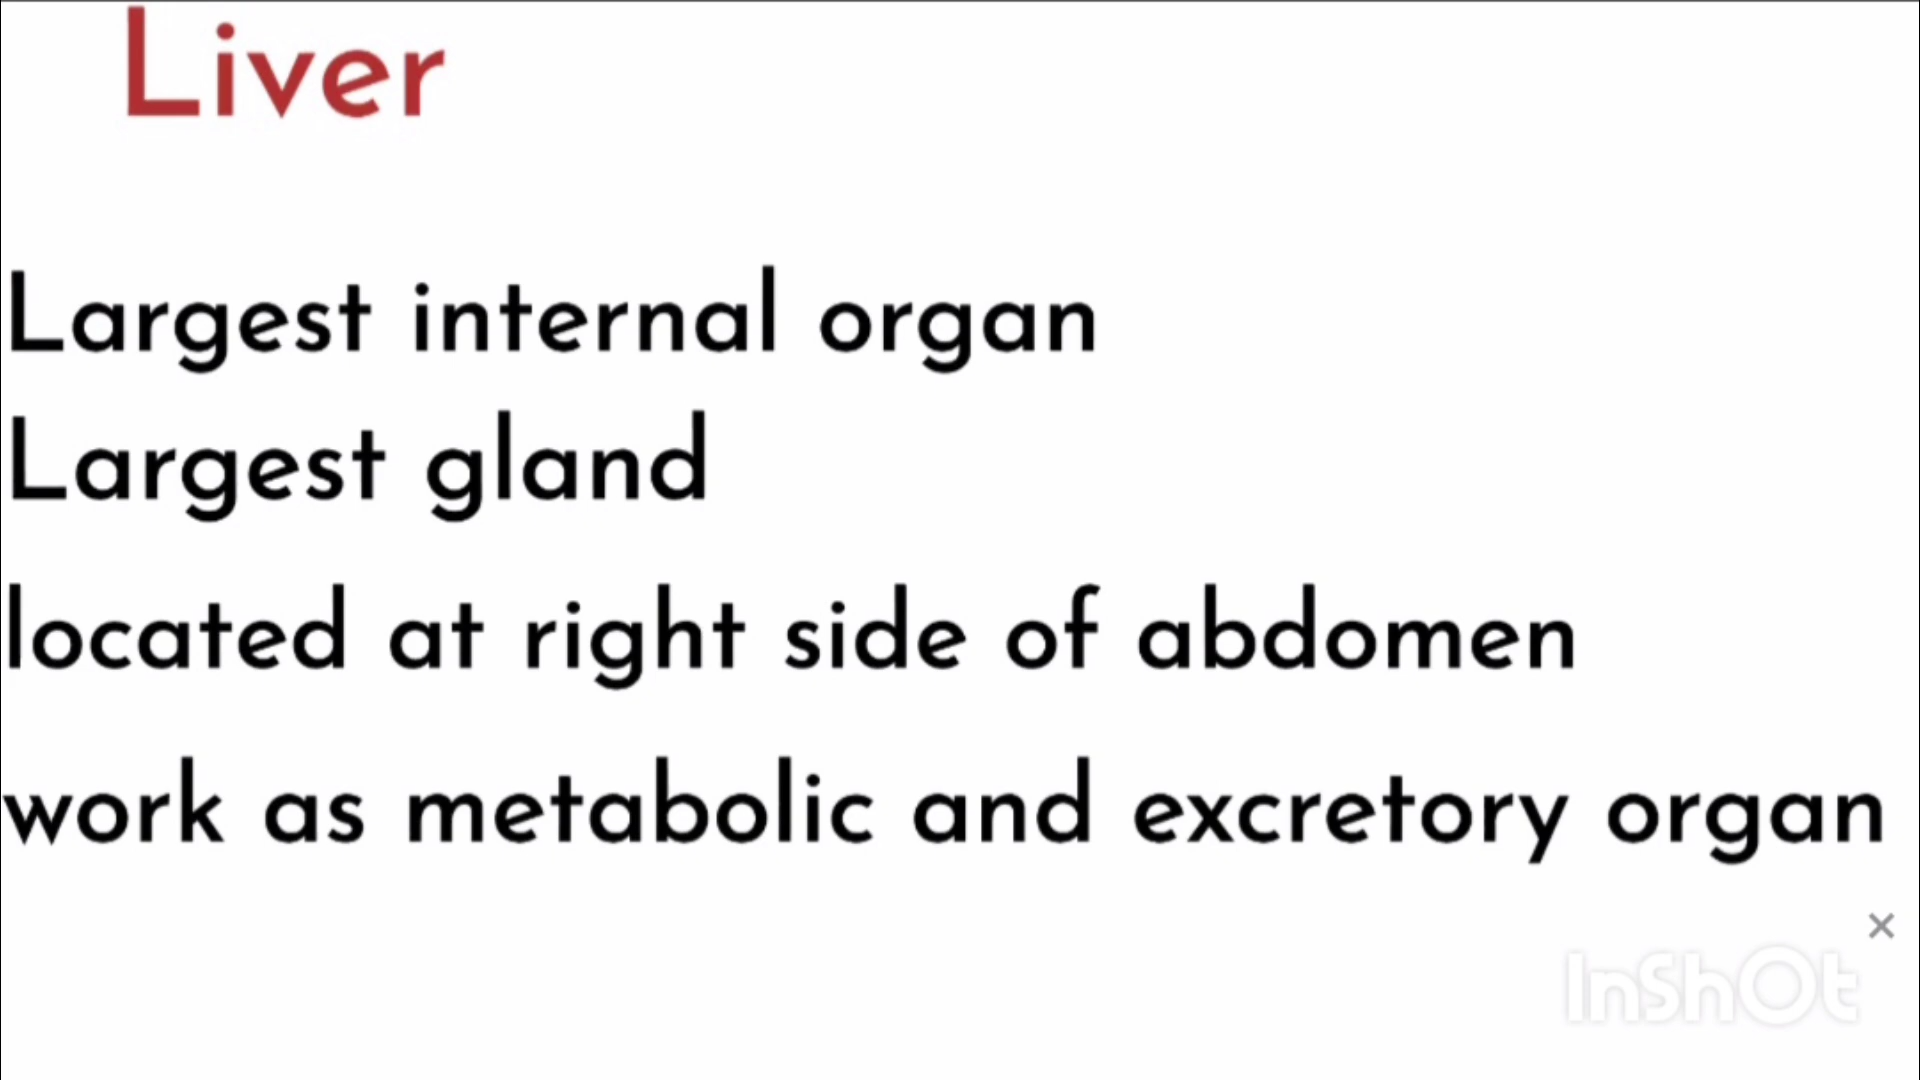 Liver
Largest internal organ
Largest gland
located at right side of abdomen
work as metabolic and excretory organ
InShOt